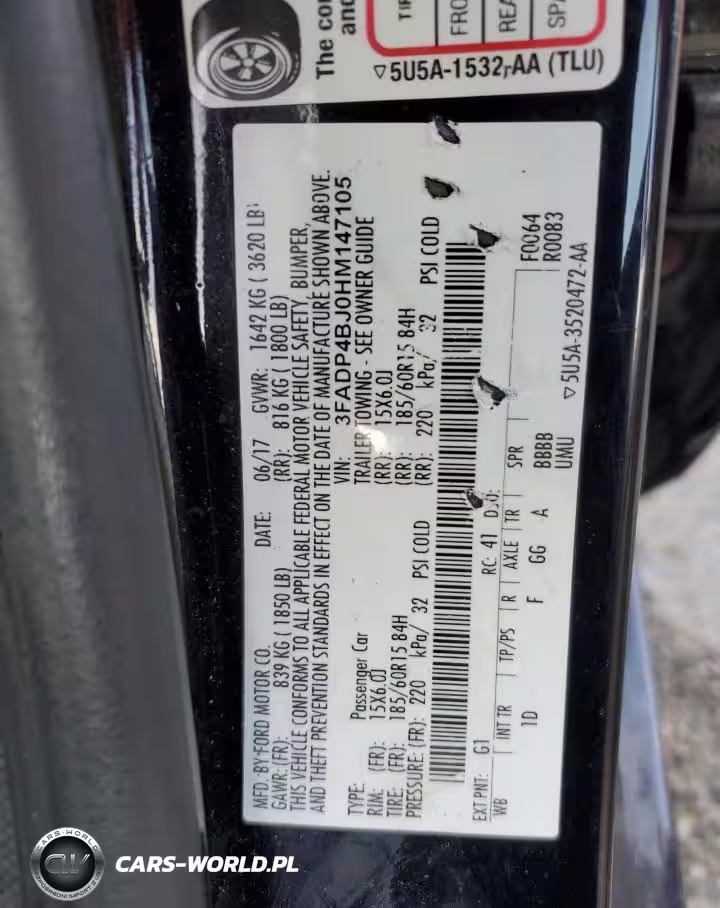 The co
and
TIR
FRO
REA
SPA
▽5U5A-1532 AA (TLU)
MFD. BY FORD MOTOR CO.
DATE: 06/17 GVWR: 1642 KG ( 3620 LB)
GAWR: (FR): 839 KG ( 1850 LB) (RR): 816 KG ( 1800 LB)
THIS VEHICLE CONFORMS TO ALL APPLICABLE FEDERAL MOTOR VEHICLE SAFETY, BUMPER,
AND THEFT PREVENTION STANDARDS IN EFFECT ON THE DATE OF MANUFACTURE SHOWN ABOVE.
VIN: 3FADP4BJ0HM147105
TYPE: Passenger Car TRAILER TOWING - SEE OWNER GUIDE
RIM: (FR): 15X6.0J (RR): 15X6.0J
TIRE: (FR): 185/60R15 84H (RR): 185/60R15 84H
PRESSURE: (FR): 220 kPa/ 32 PSI COLD (RR): 220 kPa/ 32 PSI COLD
EXT PNT: G1 RC: 41 F0064
R0083
WB INT TR TP/PS R AXLE TR SPR
1D F GG A BBBB
UMU
▽5U5A-3520472-AA
CARS-WORLD.PL
CARS-WORLD
CW